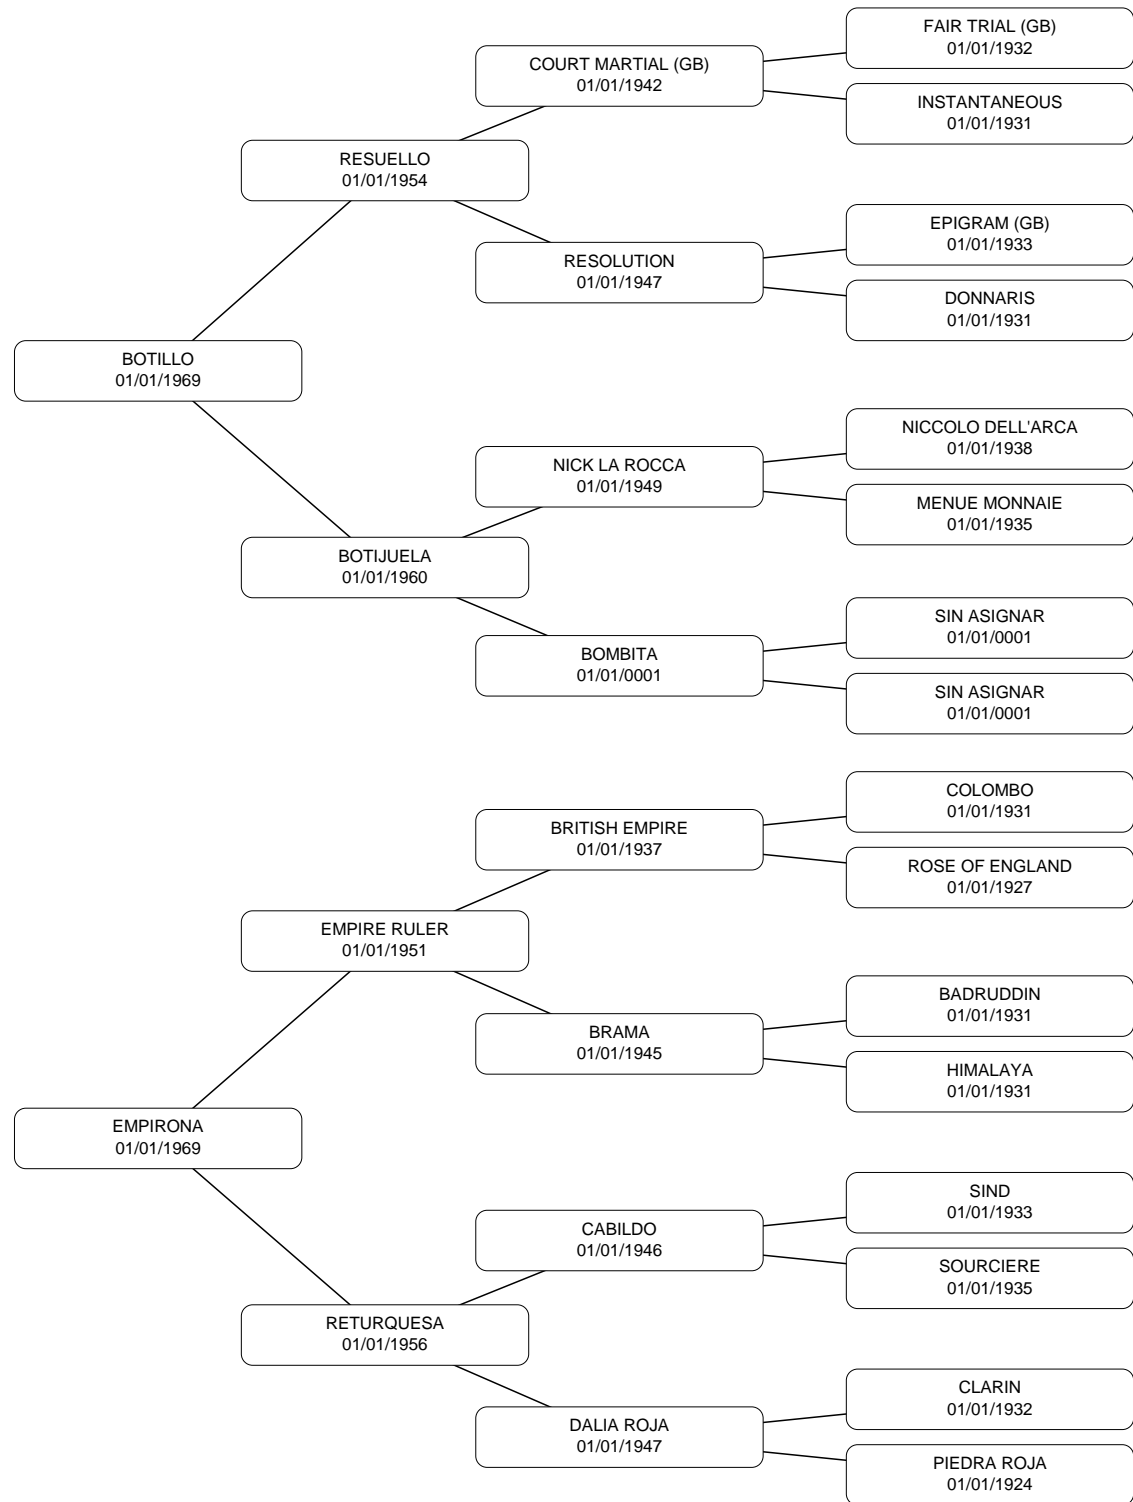 FAIR TRIAL (GB)
01/01/1932
COURT MARTIAL (GB)
01/01/1942
INSTANTANEOUS
01/01/1931
RESUELLO
01/01/1954
EPIGRAM (GB)
01/01/1933
RESOLUTION
01/01/1947
DONNARIS
01/01/1931
BOTILLO
01/01/1969
NICCOLO DELL'ARCA
01/01/1938
NICK LA ROCCA
01/01/1949
MENUE MONNAIE
01/01/1935
BOTIJUELA
01/01/1960
SIN ASIGNAR
01/01/0001
BOMBITA
01/01/0001
SIN ASIGNAR
01/01/0001
COLOMBO
01/01/1931
BRITISH EMPIRE
01/01/1937
ROSE OF ENGLAND
01/01/1927
EMPIRE RULER
01/01/1951
BADRUDDIN
01/01/1931
BRAMA
01/01/1945
HIMALAYA
01/01/1931
EMPIRONA
01/01/1969
SIND
01/01/1933
CABILDO
01/01/1946
SOURCIERE
01/01/1935
RETURQUESA
01/01/1956
CLARIN
01/01/1932
DALIA ROJA
01/01/1947
PIEDRA ROJA
01/01/1924